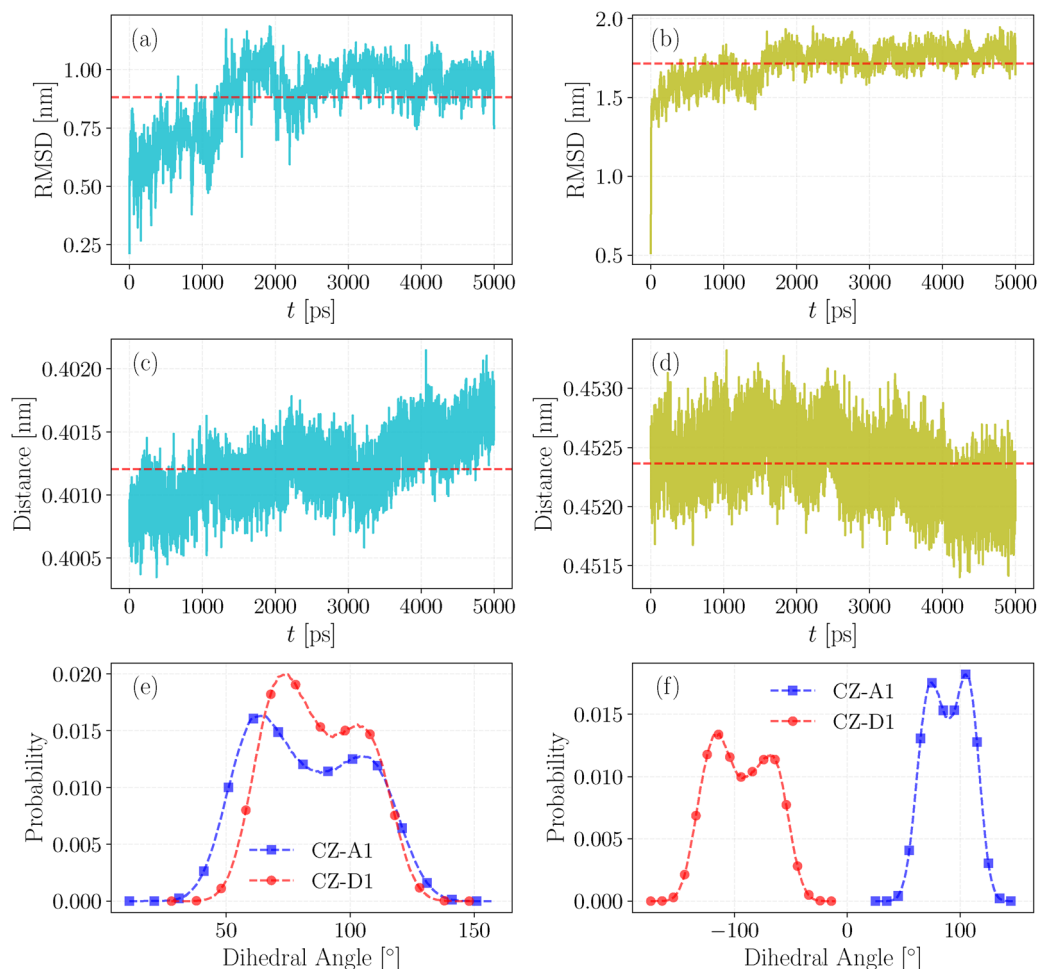 (a)
RMSD [nm]
1.00
0.75
0.50
0.25
0 1000 2000 3000 4000 5000
t [ps]
(b)
RMSD [nm]
2.0
1.5
1.0
0.5
0 1000 2000 3000 4000 5000
t [ps]
(c)
Distance [nm]
0.4020
0.4015
0.4010
0.4005
0 1000 2000 3000 4000 5000
t [ps]
(d)
Distance [nm]
0.4530
0.4525
0.4520
0.4515
0 1000 2000 3000 4000 5000
t [ps]
(e)
Probability
0.020
0.015
0.010
0.005
0.000
CZ-A1
CZ-D1
50 100 150
Dihedral Angle [°]
(f)
Probability
0.015
0.010
0.005
0.000
CZ-A1
CZ-D1
−100 0 100
Dihedral Angle [°]